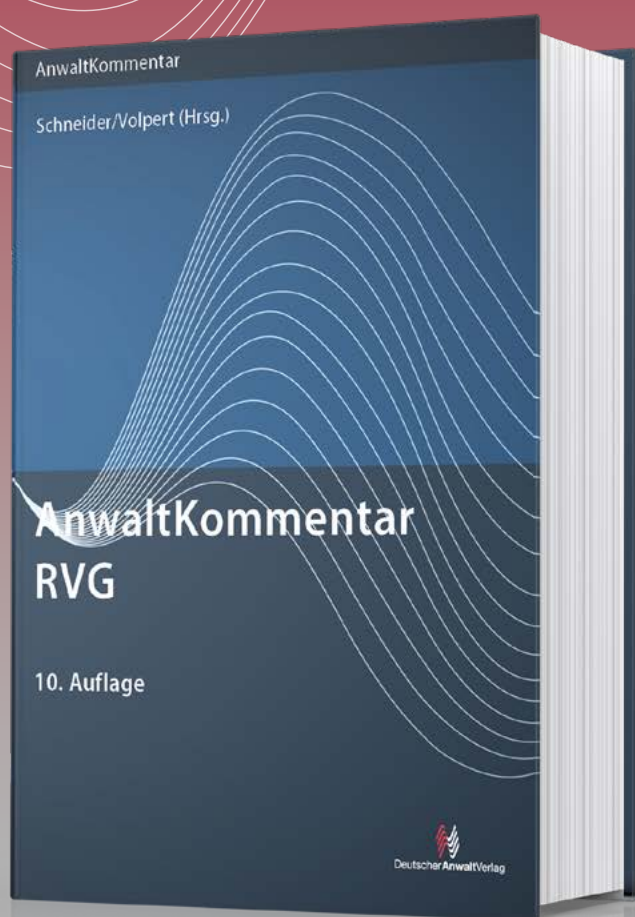 AnwaltKommentar
Schneider/Volpert (Hrsg.)
AnwaltKommentar
RVG
10. Auflage
DeutscherAnwaltVerlag